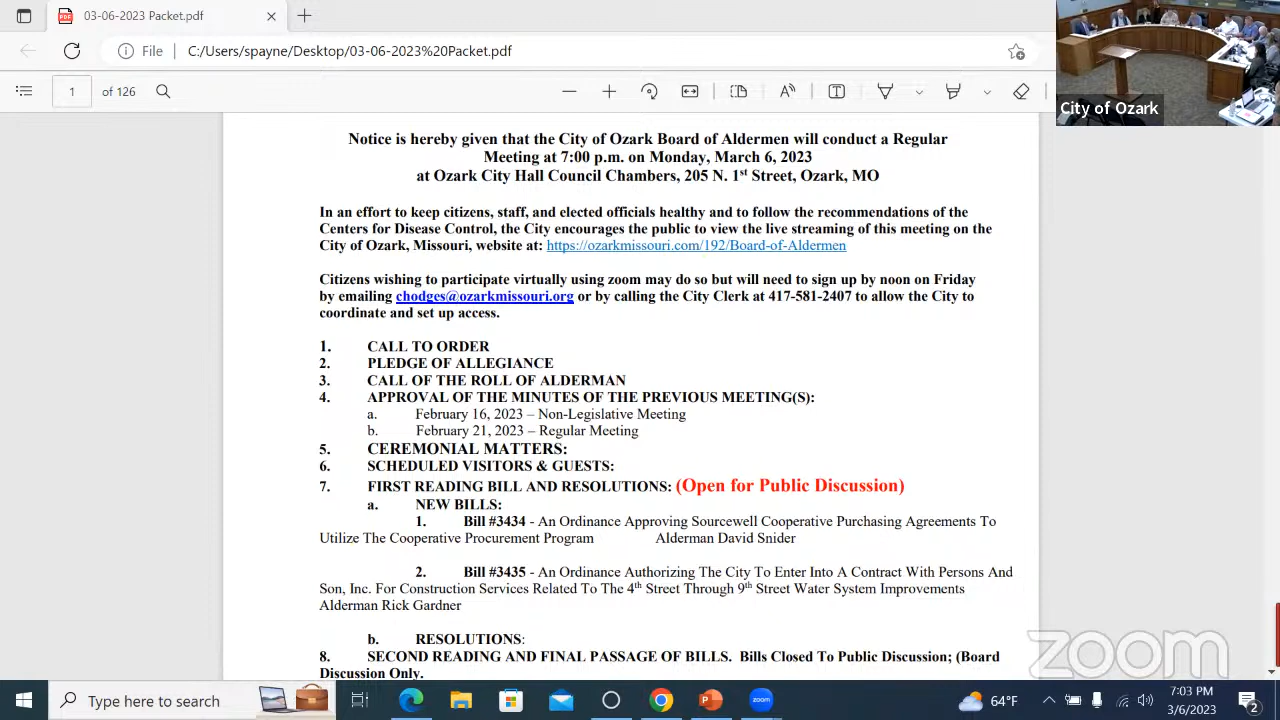 03-06-2023 Packet.pdf
File
C:/Users/spayne/Desktop/03-06-2023%20Packet.pdf
1 of 126
City of Ozark
Notice is hereby given that the City of Ozark Board of Aldermen will conduct a Regular
Meeting at 7:00 p.m. on Monday, March 6, 2023
at Ozark City Hall Council Chambers, 205 N. 1st Street, Ozark, MO
In an effort to keep citizens, staff, and elected officials healthy and to follow the recommendations of the
Centers for Disease Control, the City encourages the public to view the live streaming of this meeting on the
City of Ozark, Missouri, website at: https://ozarkmissouri.com/192/Board-of-Aldermen
Citizens wishing to participate virtually using zoom may do so but will need to sign up by noon on Friday
by emailing chodges@ozarkmissouri.org or by calling the City Clerk at 417-581-2407 to allow the City to
coordinate and set up access.
1. CALL TO ORDER
2. PLEDGE OF ALLEGIANCE
3. CALL OF THE ROLL OF ALDERMAN
4. APPROVAL OF THE MINUTES OF THE PREVIOUS MEETING(S):
a. February 16, 2023 – Non-Legislative Meeting
b. February 21, 2023 – Regular Meeting
5. CEREMONIAL MATTERS:
6. SCHEDULED VISITORS & GUESTS:
7. FIRST READING BILL AND RESOLUTIONS: (Open for Public Discussion)
a. NEW BILLS:
1. Bill #3434 - An Ordinance Approving Sourcewell Cooperative Purchasing Agreements To
Utilize The Cooperative Procurement Program Alderman David Snider
2. Bill #3435 - An Ordinance Authorizing The City To Enter Into A Contract With Persons And
Son, Inc. For Construction Services Related To The 4th Street Through 9th Street Water System Improvements
Alderman Rick Gardner
b. RESOLUTIONS:
8. SECOND READING AND FINAL PASSAGE OF BILLS. Bills Closed To Public Discussion; (Board
Discussion Only.
zoom
Type here to search
zoom
64°F
7:03 PM
3/6/2023
2